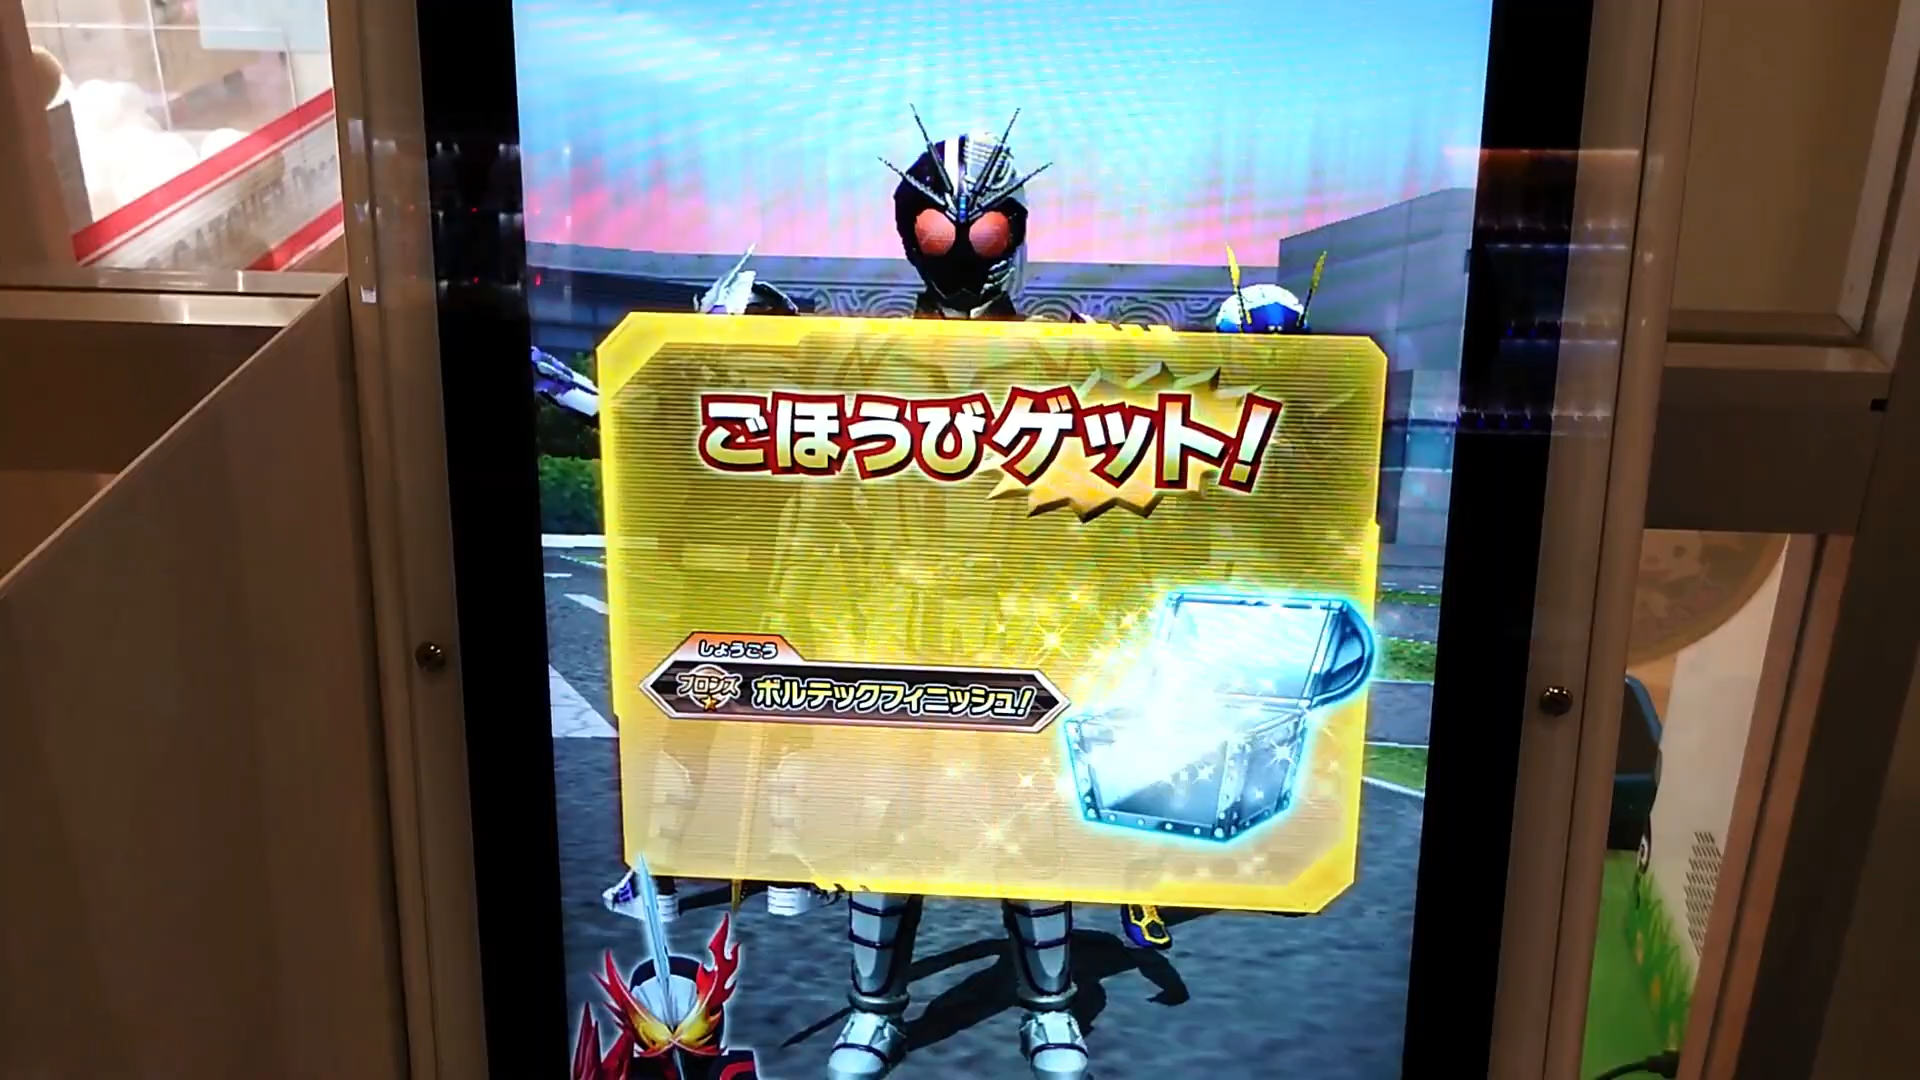 ごほうびゲット!
しょうごう
ブロンズ ボルテックフィニッシュ!